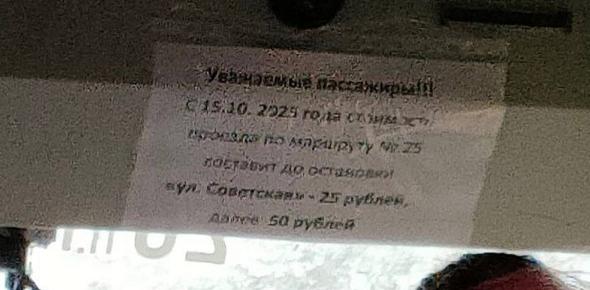 Уважаемые пассажиры!!!
С 15.10. 2025 года стоимость
проезда по маршруту № 25
составит до остановки
«ул. Советская» - 25 рублей,
далее 50 рублей